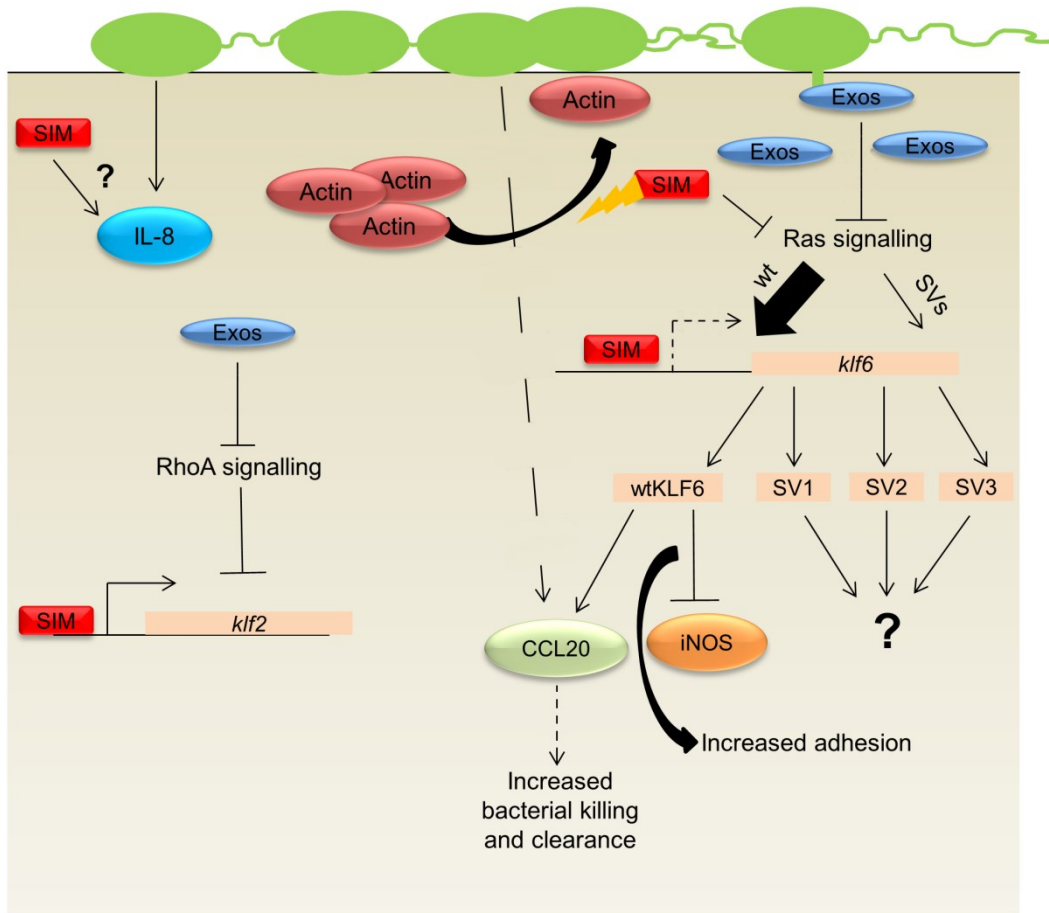 Exos
Actin
SIM
Exos
Exos
?
SIM
Actin
Actin
Actin
IL-8
Ras signalling
wt
SVs
Exos
SIM
klf6
RhoA signalling
wtKLF6
SV1
SV2
SV3
SIM
klf2
CCL20
iNOS
?
Increased adhesion
Increased
bacterial killing
and clearance